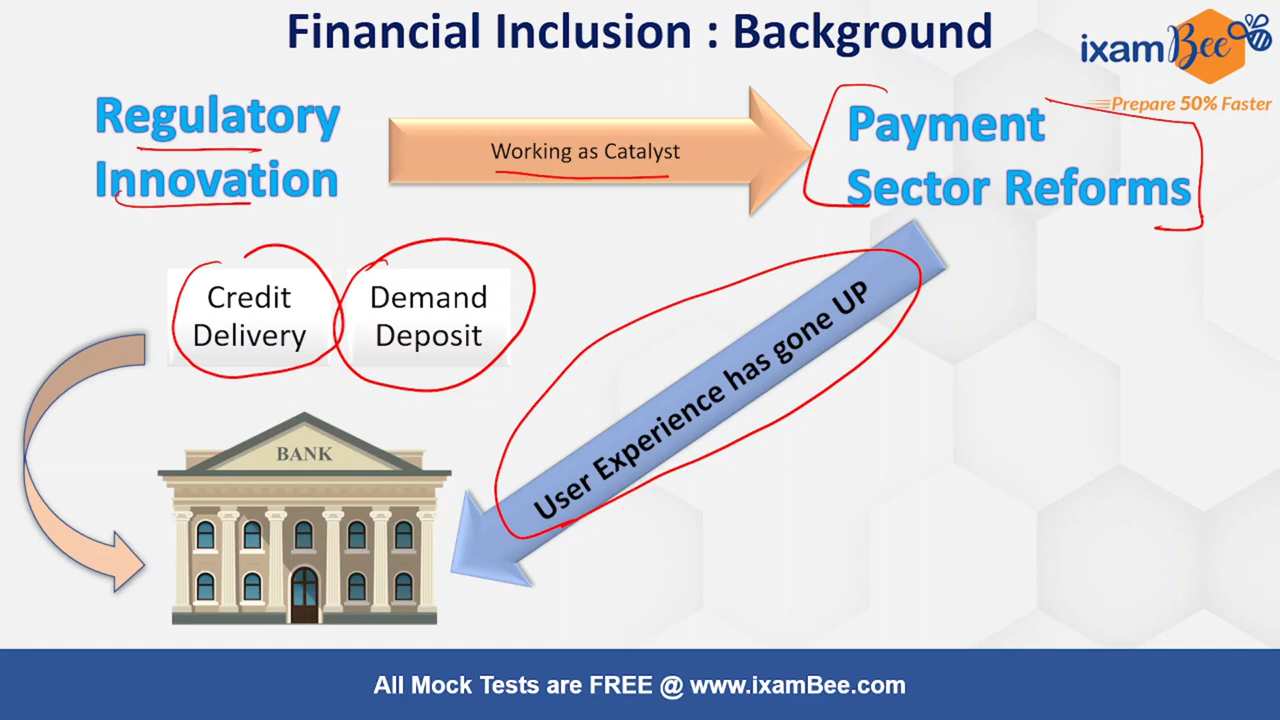 Financial Inclusion : Background
ixamBee
Prepare 50% Faster
Regulatory
Innovation
Working as Catalyst
Payment
Sector Reforms
Credit
Delivery
Demand
Deposit
User Experience has gone UP
BANK
All Mock Tests are FREE @ www.ixamBee.com